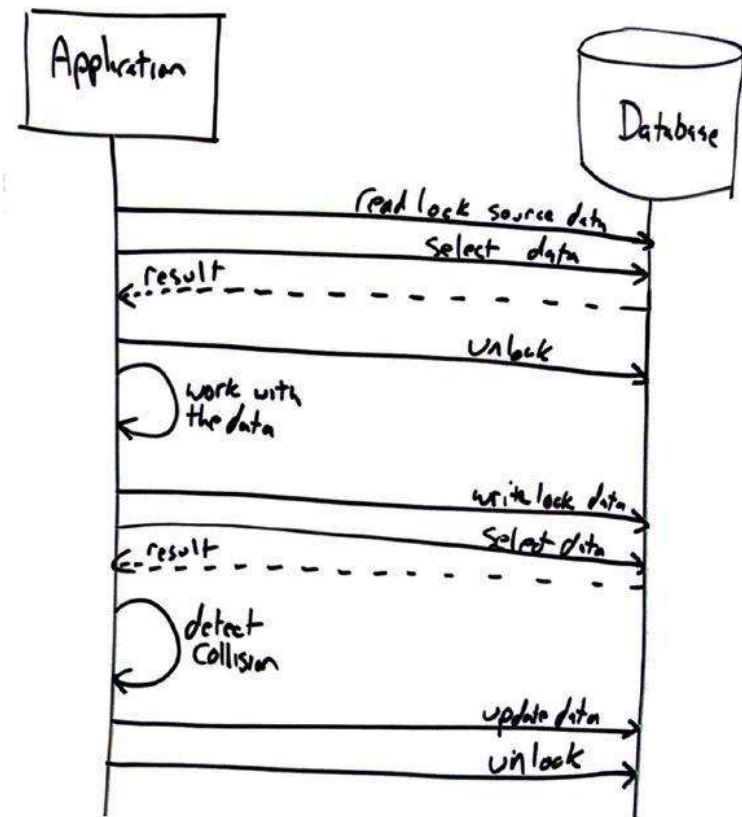 Application
Database
read lock source data
select data
result
unlock
work with
the data
write lock data
select data
result
detect
Collision
update data
unlock